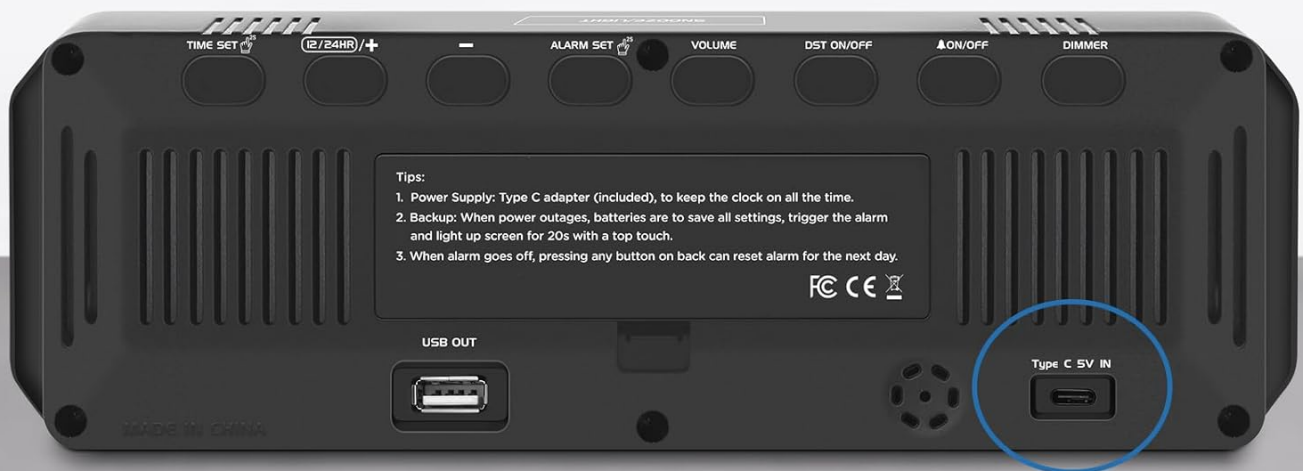 SNOOZE/LIGHT
TIME SET 2S
(12/24HR)/+
−
ALARM SET 2S
VOLUME
DST ON/OFF
ON/OFF
DIMMER
Tips:
1. Power Supply: Type C adapter (included), to keep the clock on all the time.
2. Backup: When power outages, batteries are to save all settings, trigger the alarm
and light up screen for 20s with a top touch.
3. When alarm goes off, pressing any button on back can reset alarm for the next day.
FC CE
USB OUT
Type C 5V IN
MADE IN CHINA